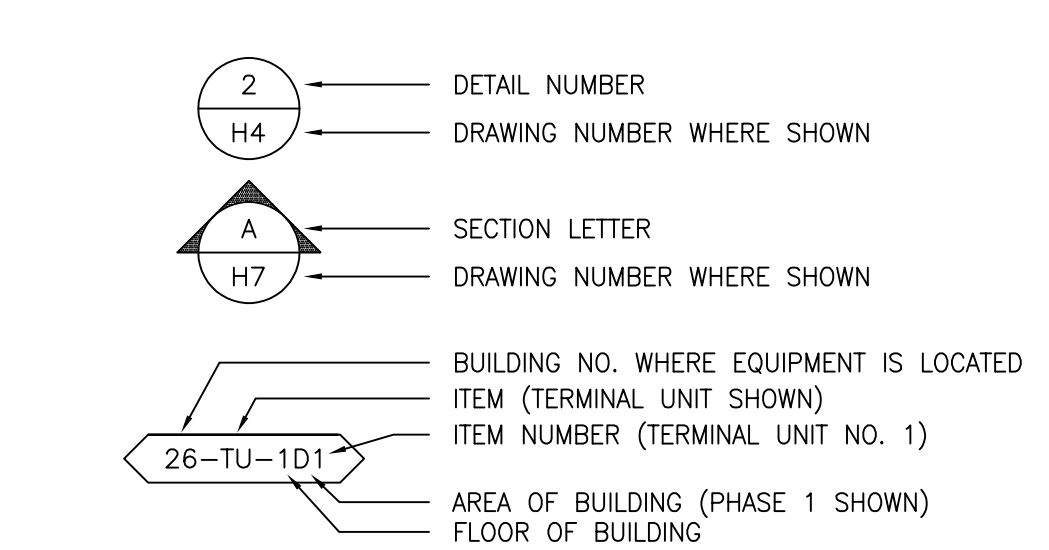 2
DETAIL NUMBER
H4
DRAWING NUMBER WHERE SHOWN
A
SECTION LETTER
H7
DRAWING NUMBER WHERE SHOWN
BUILDING NO. WHERE EQUIPMENT IS LOCATED
ITEM (TERMINAL UNIT SHOWN)
ITEM NUMBER (TERMINAL UNIT NO. 1)
26-TU-1D1
AREA OF BUILDING (PHASE 1 SHOWN)
FLOOR OF BUILDING